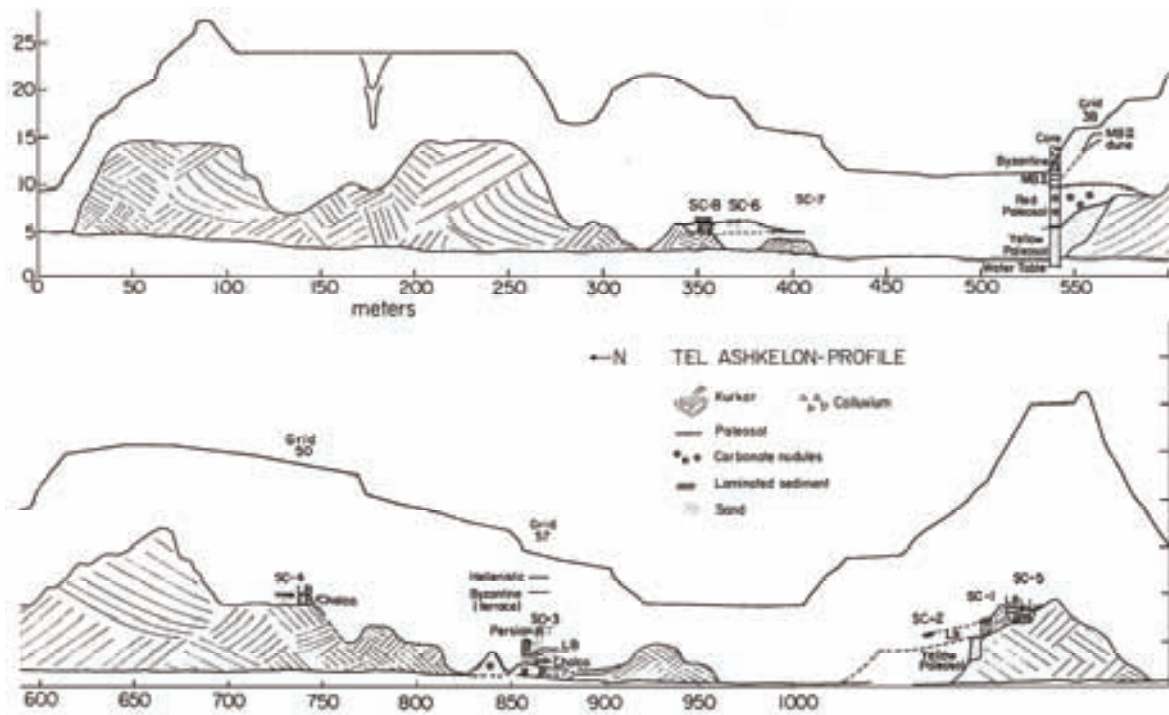 25
20
15
10
5
0
0 50 100 150 200 250 300 350 400 450 500 550
meters
SC-8 SC-6 SC-7
Grid
38
Core
MBII
dune
Byzantine
MBII
Red
Paleosol
Yellow
Paleosol
Water Table
←N TEL ASHKELON-PROFILE
Kurkar
Colluvium
Paleosol
Carbonate nodules
Laminated sediment
Sand
Grid
50
Grid
57
SC-4
LB
Chalco
Hellenistic
Byzantine
(terrace)
SC-3
Persian
LB
Chalco
SC-5
SC-1
LB
SC-2
LB
Yellow
600 650 700 750 800 850 900 950 1000